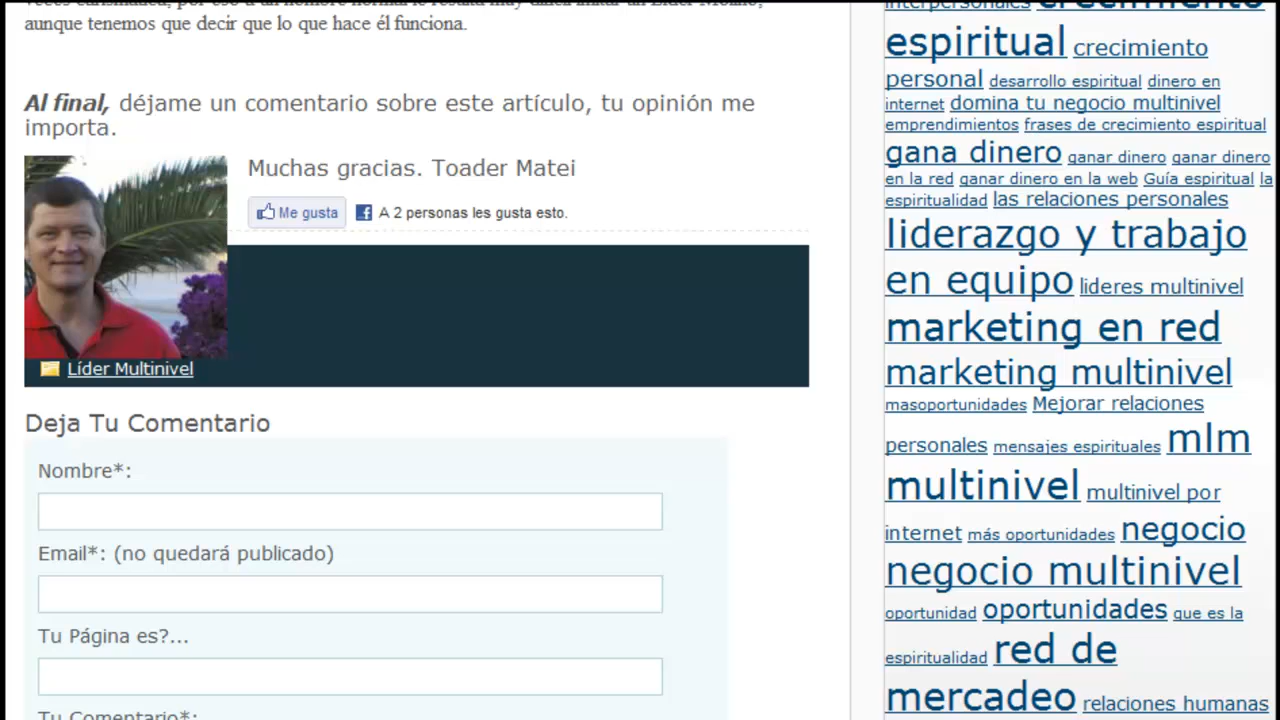 aunque tenemos que decir que lo que hace él funciona.
Al final, déjame un comentario sobre este artículo, tu opinión me
importa.
Muchas gracias. Toader Matei
Me gusta A 2 personas les gusta esto.
Líder Multinivel
Deja Tu Comentario
Nombre*:
Email*: (no quedará publicado)
Tu Página es?...
Tu Comentario*:
interpersonales crecimiento
espiritual crecimiento
personal desarrollo espiritual dinero en
internet domina tu negocio multinivel
emprendimientos frases de crecimiento espiritual
gana dinero ganar dinero ganar dinero
en la red ganar dinero en la web Guía espiritual la
espiritualidad las relaciones personales
liderazgo y trabajo
en equipo lideres multinivel
marketing en red
marketing multinivel
masoportunidades Mejorar relaciones
personales mensajes espirituales mlm
multinivel multinivel por
internet más oportunidades negocio
negocio multinivel
oportunidad oportunidades que es la
espiritualidad red de
mercadeo relaciones humanas